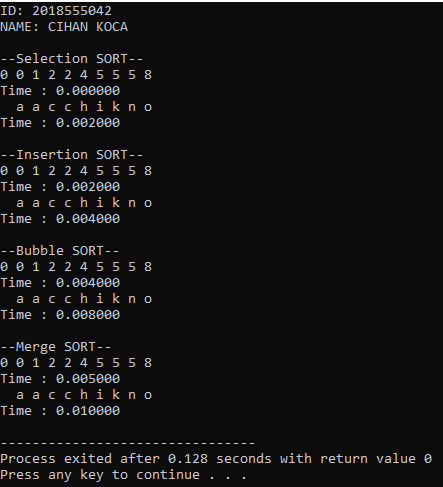 ID: 2018555042
NAME: CIHAN KOCA
--Selection SORT--
0 0 1 2 2 4 5 5 5 8
Time : 0.000000
a a c c h i k n o
Time : 0.002000
--Insertion SORT--
0 0 1 2 2 4 5 5 5 8
Time : 0.002000
a a c c h i k n o
Time : 0.004000
--Bubble SORT--
0 0 1 2 2 4 5 5 5 8
Time : 0.004000
a a c c h i k n o
Time : 0.008000
--Merge SORT--
0 0 1 2 2 4 5 5 5 8
Time : 0.005000
a a c c h i k n o
Time : 0.010000
--------------------------------
Process exited after 0.128 seconds with return value 0
Press any key to continue . . .